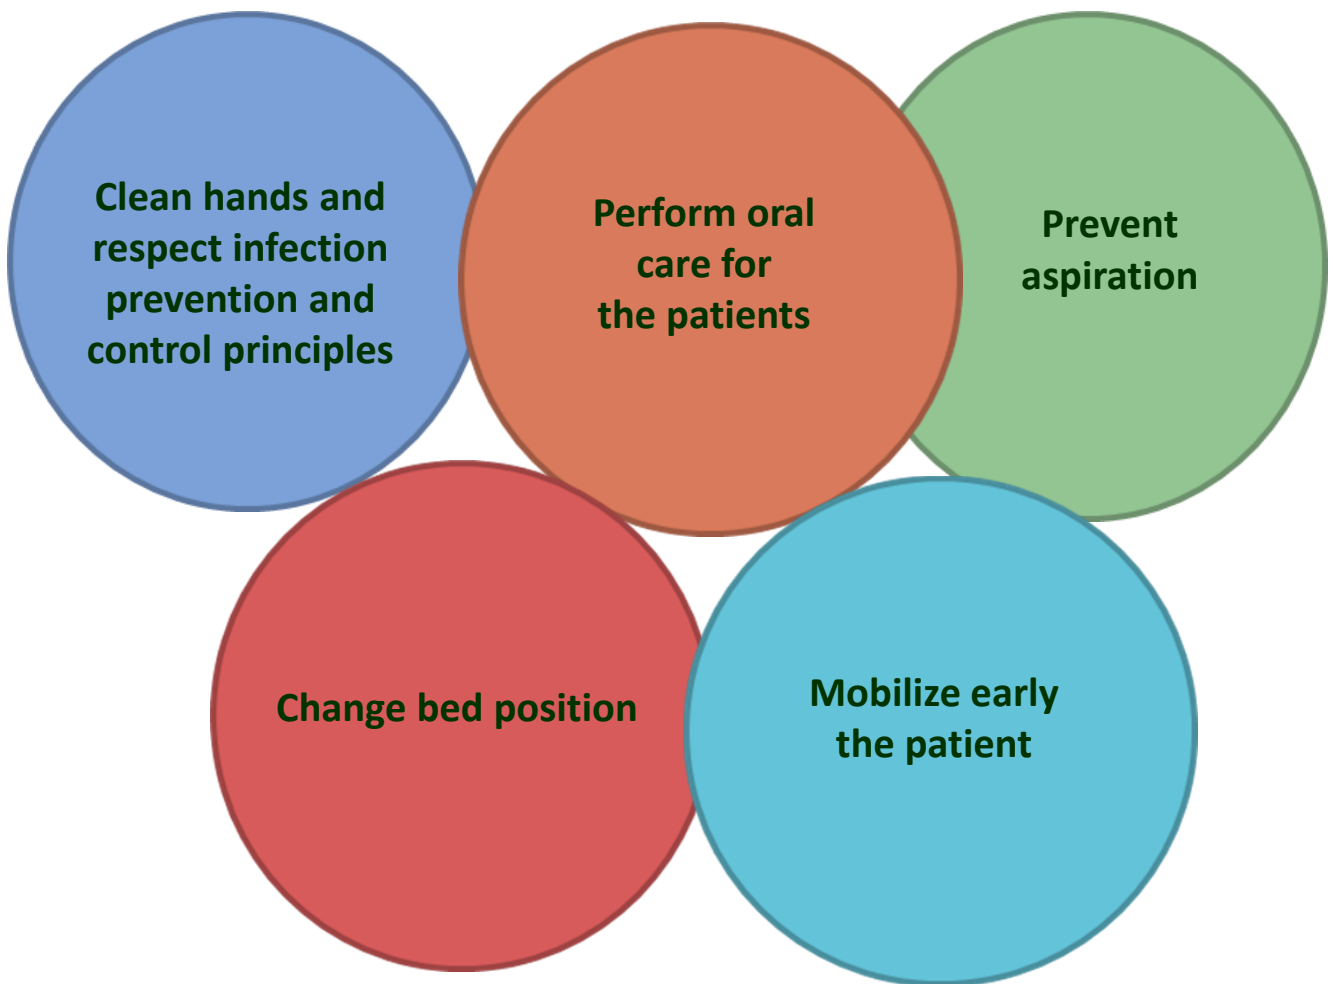 Clean hands and
respect infection
prevention and
control principles
Perform oral
care for
the patients
Prevent
aspiration
Change bed position
Mobilize early
the patient